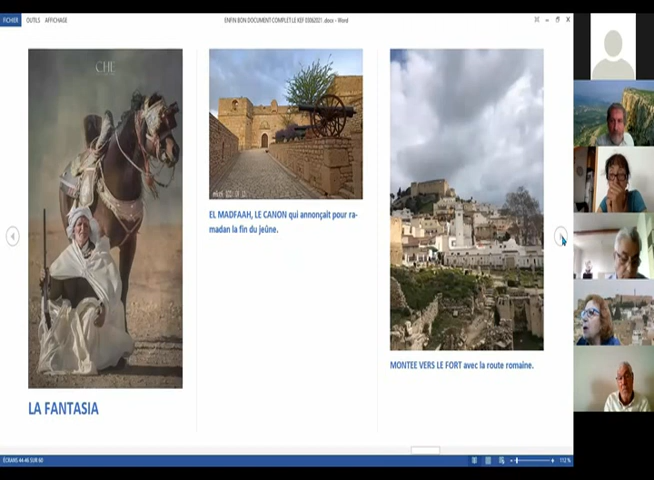 FICHIER OUTILS AFFICHAGE
ENFIN BON DOCUMENT COMPLET LE KEF 03062021 .docx - Word
CHE
EL MADFAAH, LE CANON qui annonçait pour ra-
madan la fin du jeûne.
MONTEE VERS LE FORT avec la route romaine.
LA FANTASIA
ÉCRANS 44-46 SUR 60
112 %